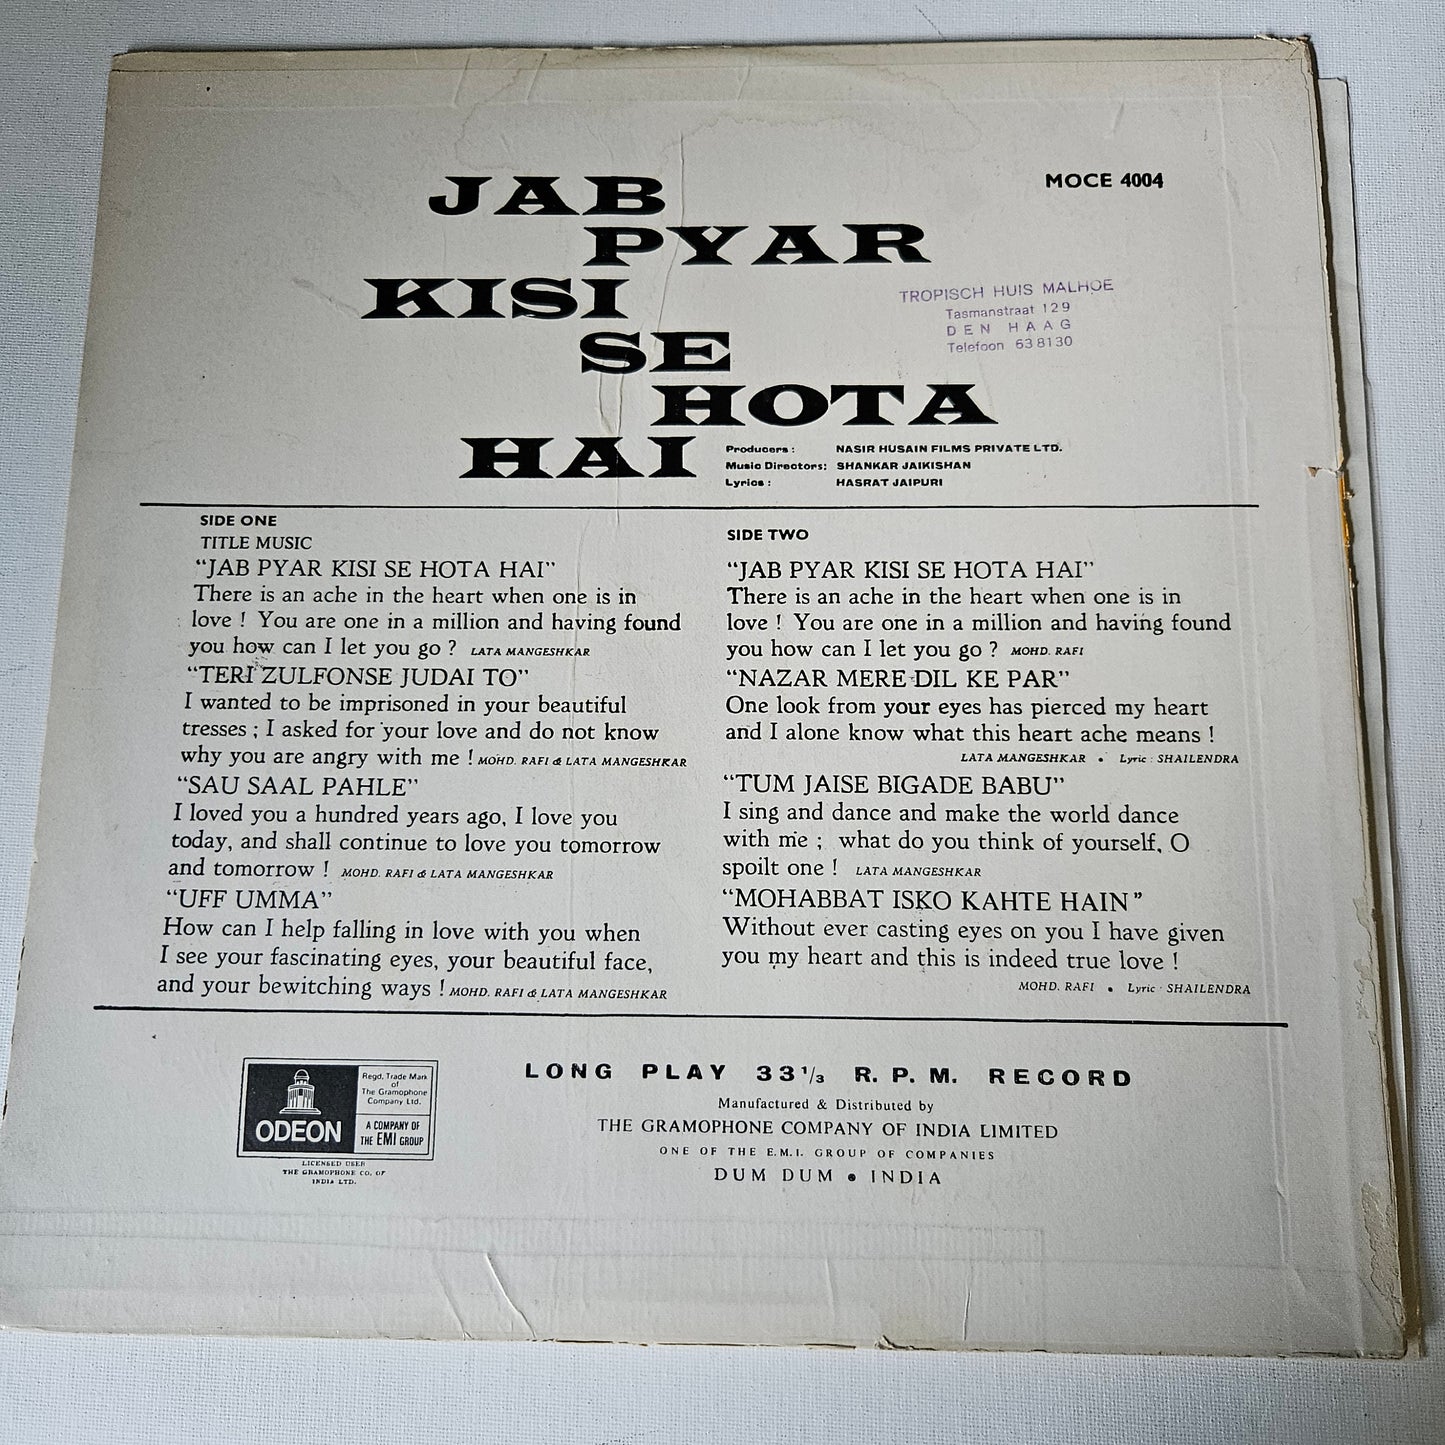 JAB
PYAR
KISI
SE
HOTA
HAI
MOCE 4004
TROPISCH HUIS MALHOE
Tasmanstraat 129
DEN HAAG
Telefoon 638130
Producers : NASIR HUSAIN FILMS PRIVATE LTD.
Music Directors: SHANKAR JAIKISHAN
Lyrics : HASRAT JAIPURI
SIDE ONE
TITLE MUSIC
“JAB PYAR KISI SE HOTA HAI”
There is an ache in the heart when one is in
love ! You are one in a million and having found
you how can I let you go ? LATA MANGESHKAR
“TERI ZULFONSE JUDAI TO”
I wanted to be imprisoned in your beautiful
tresses ; I asked for your love and do not know
why you are angry with me ! MOHD. RAFI & LATA MANGESHKAR
“SAU SAAL PAHLE”
I loved you a hundred years ago, I love you
today, and shall continue to love you tomorrow
and tomorrow ! MOHD. RAFI & LATA MANGESHKAR
“UFF UMMA”
How can I help falling in love with you when
I see your fascinating eyes, your beautiful face,
and your bewitching ways ! MOHD. RAFI & LATA MANGESHKAR
SIDE TWO
“JAB PYAR KISI SE HOTA HAI”
There is an ache in the heart when one is in
love ! You are one in a million and having found
you how can I let you go ? MOHD. RAFI
“NAZAR MERE DIL KE PAR”
One look from your eyes has pierced my heart
and I alone know what this heart ache means !
LATA MANGESHKAR • Lyric : SHAILENDRA
“TUM JAISE BIGADE BABU”
I sing and dance and make the world dance
with me ; what do you think of yourself, O
spoilt one ! LATA MANGESHKAR
“MOHABBAT ISKO KAHTE HAIN”
Without ever casting eyes on you I have given
you my heart and this is indeed true love !
MOHD. RAFI • Lyric : SHAILENDRA
ODEON
Regd. Trade Mark
of
The Gramophone
Company Ltd.
A COMPANY OF
THE EMI GROUP
LICENSED USER
THE GRAMOPHONE CO. OF
INDIA LTD.
LONG PLAY 33 1/3 R. P. M. RECORD
Manufactured & Distributed by
THE GRAMOPHONE COMPANY OF INDIA LIMITED
ONE OF THE E.M.I. GROUP OF COMPANIES
DUM DUM • INDIA